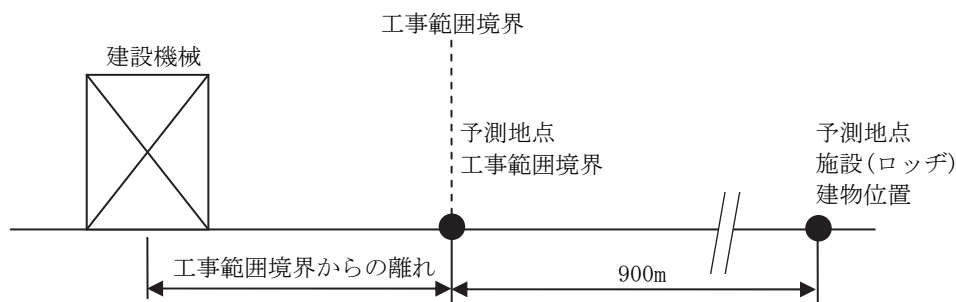 工事範囲境界
建設機械
予測地点
工事範囲境界
予測地点
施設(ロッヂ)
建物位置
工事範囲境界からの離れ
900m